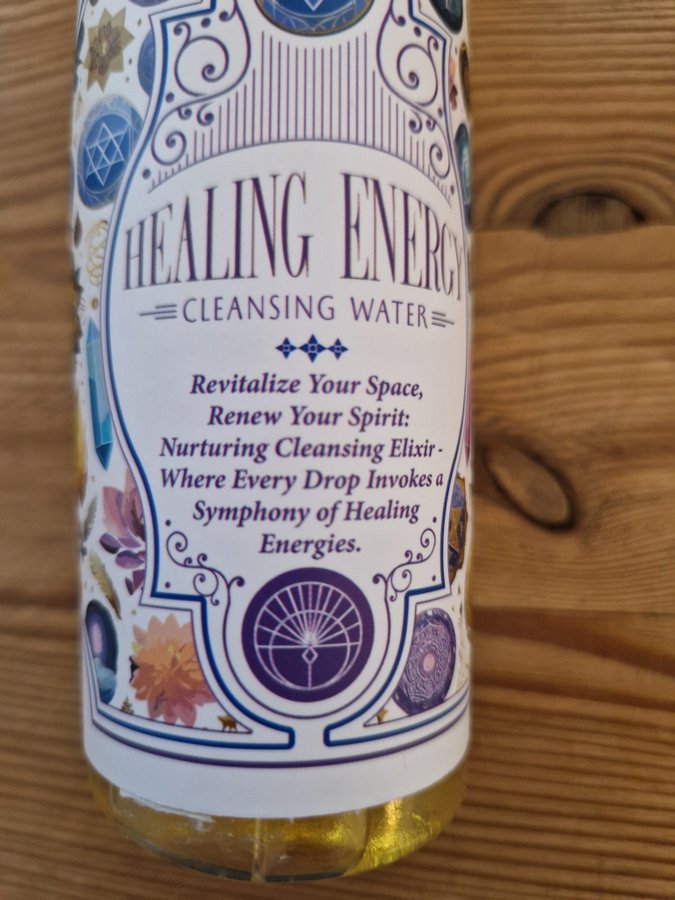 HEALING ENERGY
CLEANSING WATER
Revitalize Your Space,
Renew Your Spirit:
Nurturing Cleansing Elixir -
Where Every Drop Invokes a
Symphony of Healing
Energies.